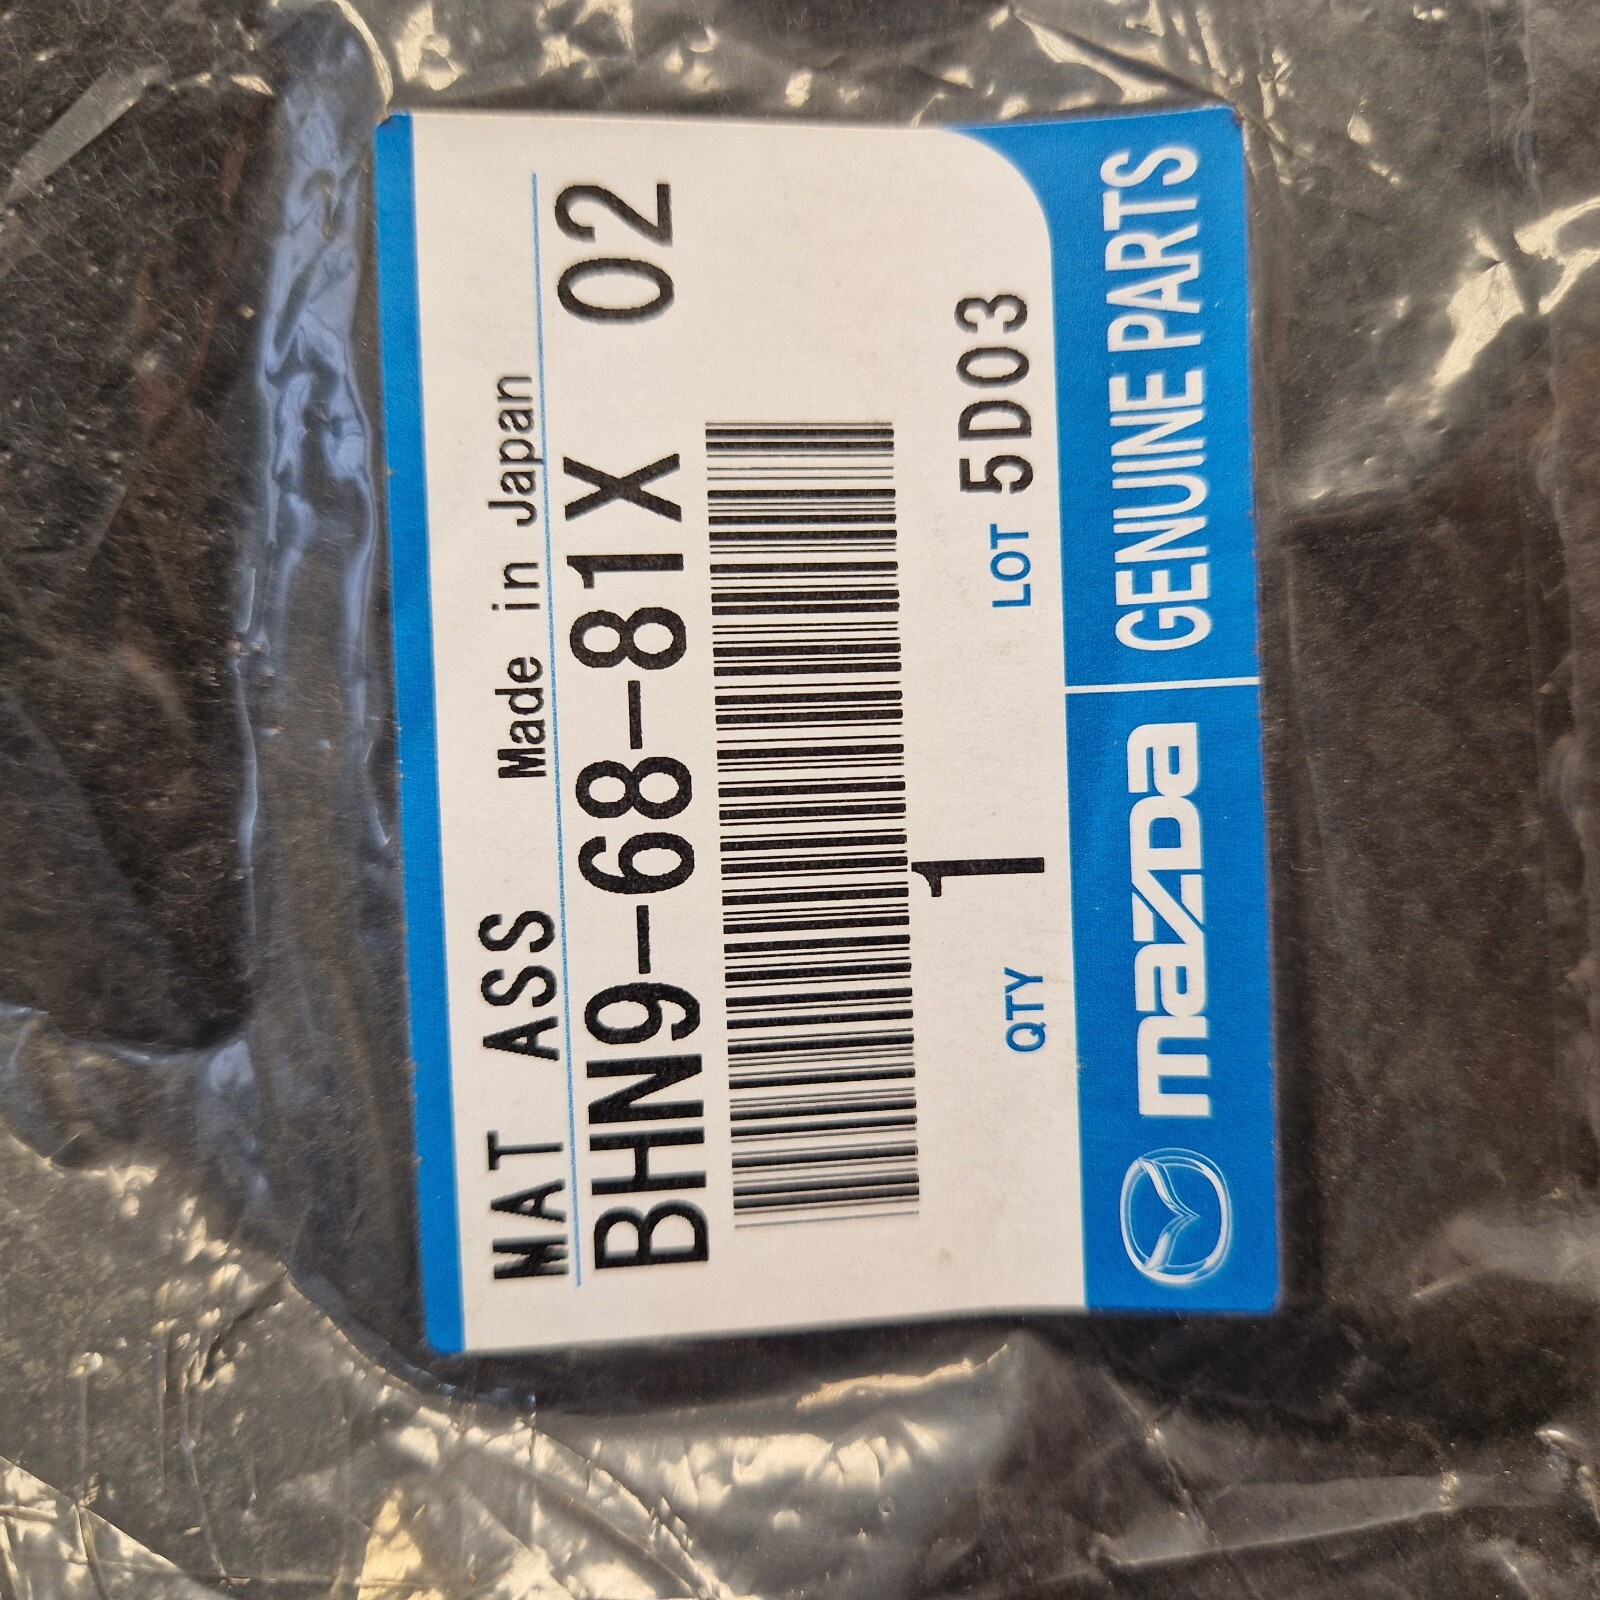 MAT ASS Made in Japan
BHN9-68-81X 02
QTY 1 LOT 5D03
mazda GENUINE PARTS